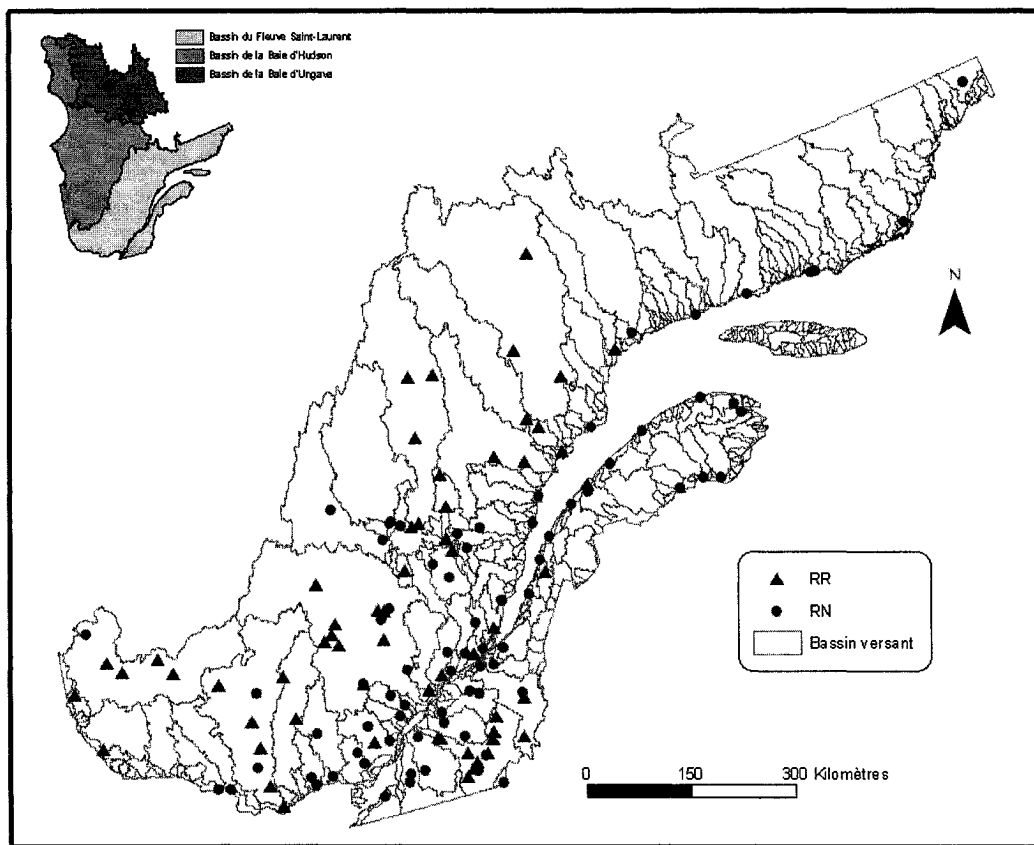 Bassin du Fleuve Saint-Laurent
Bassin de la Baie d'Hudson
Bassin de la Baie d'Ungava
N
RR
RN
Bassin versant
0 150 300 Kilomètres